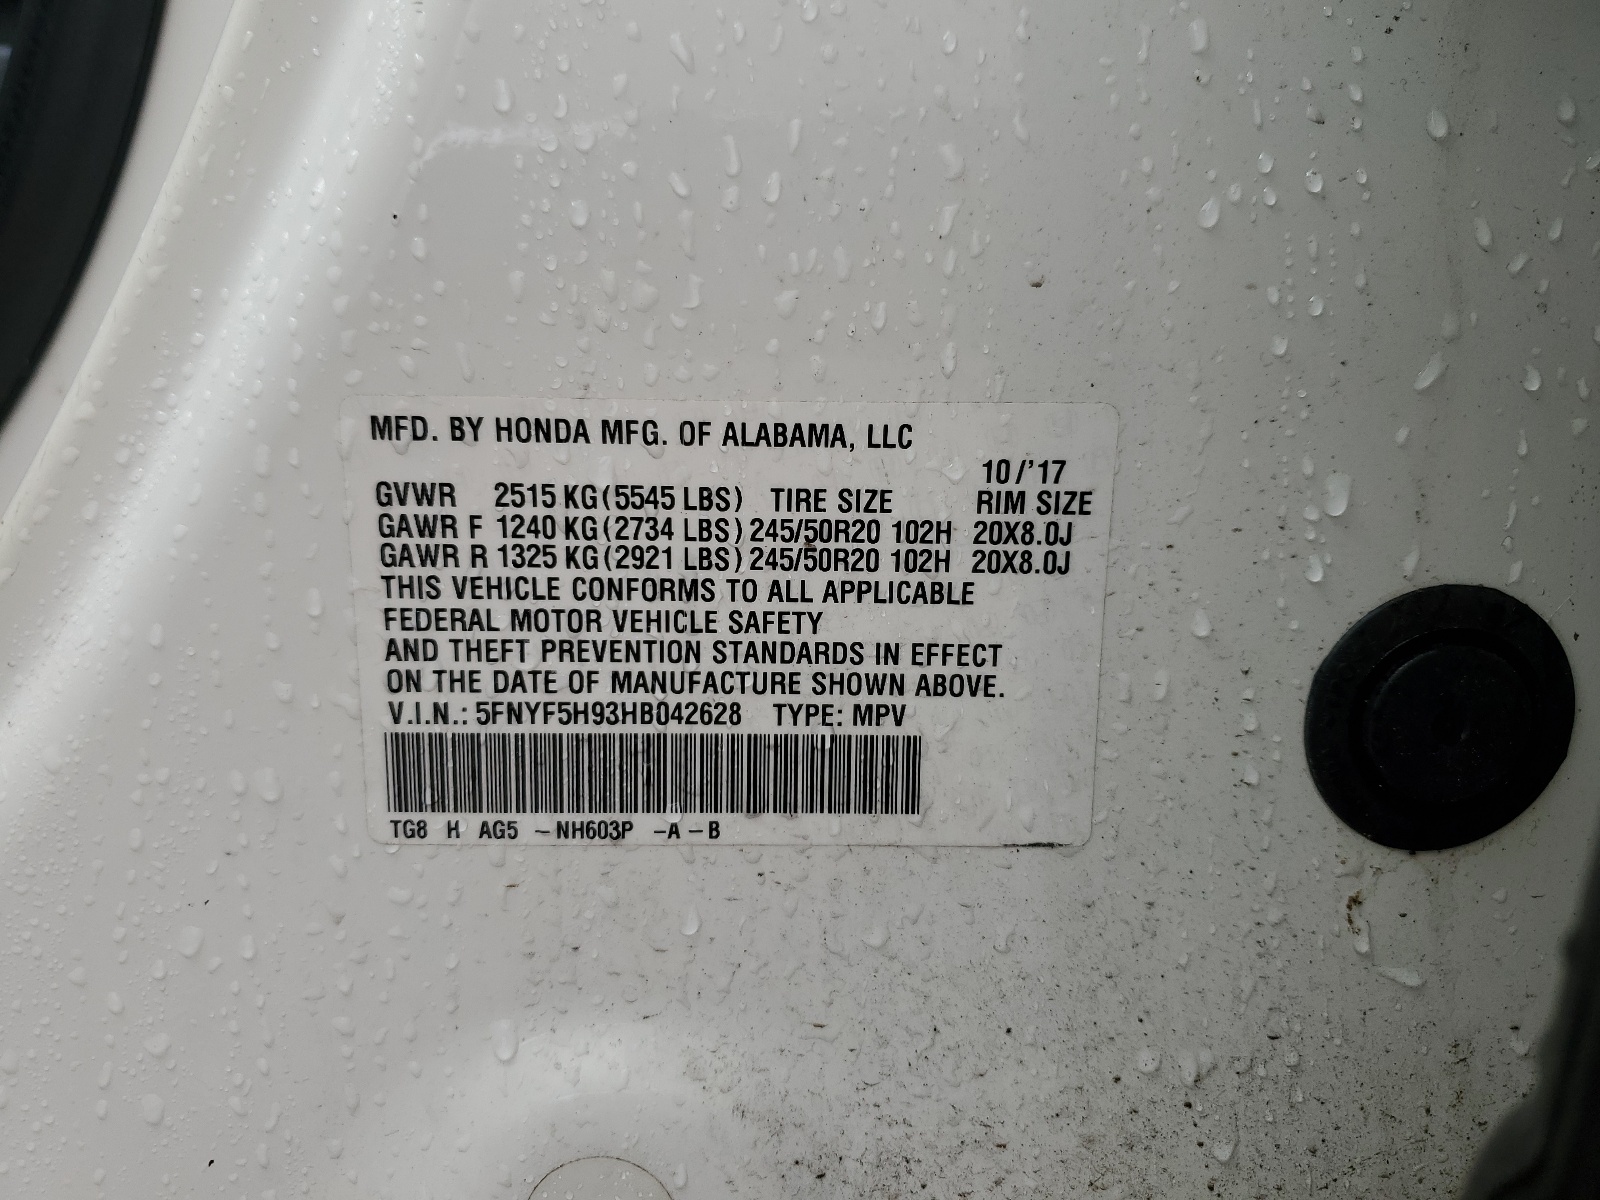 MFD. BY HONDA MFG. OF ALABAMA, LLC
10/'17
GVWR 2515 KG (5545 LBS) TIRE SIZE RIM SIZE
GAWR F 1240 KG (2734 LBS) 245/50R20 102H 20X8.0J
GAWR R 1325 KG (2921 LBS) 245/50R20 102H 20X8.0J
THIS VEHICLE CONFORMS TO ALL APPLICABLE
FEDERAL MOTOR VEHICLE SAFETY
AND THEFT PREVENTION STANDARDS IN EFFECT
ON THE DATE OF MANUFACTURE SHOWN ABOVE.
V.I.N.: 5FNYF5H93HB042628 TYPE: MPV
TG8 H AG5 –NH603P –A –B